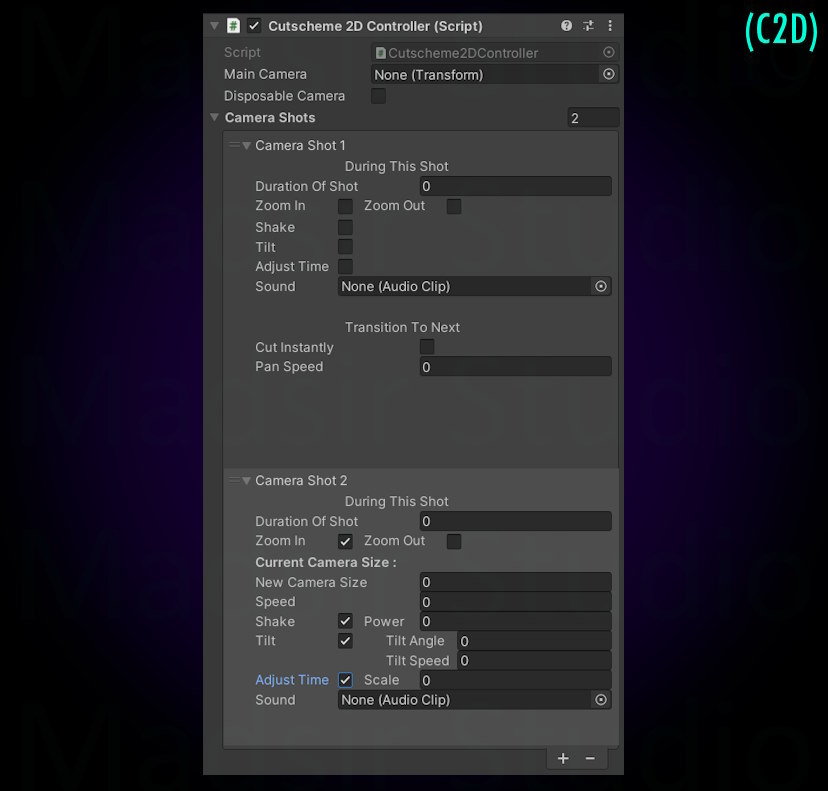 (C2D)
Cutscheme 2D Controller (Script)
Script Cutscheme2DController
Main Camera None (Transform)
Disposable Camera
Camera Shots 2
Camera Shot 1
During This Shot
Duration Of Shot 0
Zoom In Zoom Out
Shake
Tilt
Adjust Time
Sound None (Audio Clip)
Transition To Next
Cut Instantly
Pan Speed 0
Camera Shot 2
During This Shot
Duration Of Shot 0
Zoom In Zoom Out
Current Camera Size :
New Camera Size 0
Speed 0
Shake Power 0
Tilt Tilt Angle 0
Tilt Speed 0
Adjust Time Scale 0
Sound None (Audio Clip)
+ −